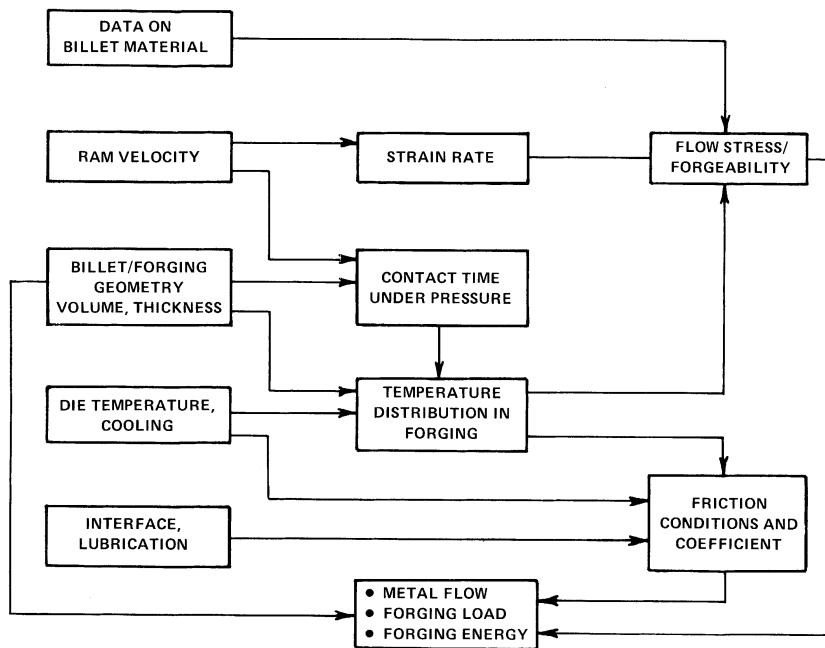 DATA ON
BILLET MATERIAL
RAM VELOCITY
STRAIN RATE
FLOW STRESS/
FORGEABILITY
BILLET/FORGING
GEOMETRY
VOLUME, THICKNESS
CONTACT TIME
UNDER PRESSURE
DIE TEMPERATURE,
COOLING
TEMPERATURE
DISTRIBUTION IN
FORGING
INTERFACE,
LUBRICATION
FRICTION
CONDITIONS AND
COEFFICIENT
● METAL FLOW
● FORGING LOAD
● FORGING ENERGY